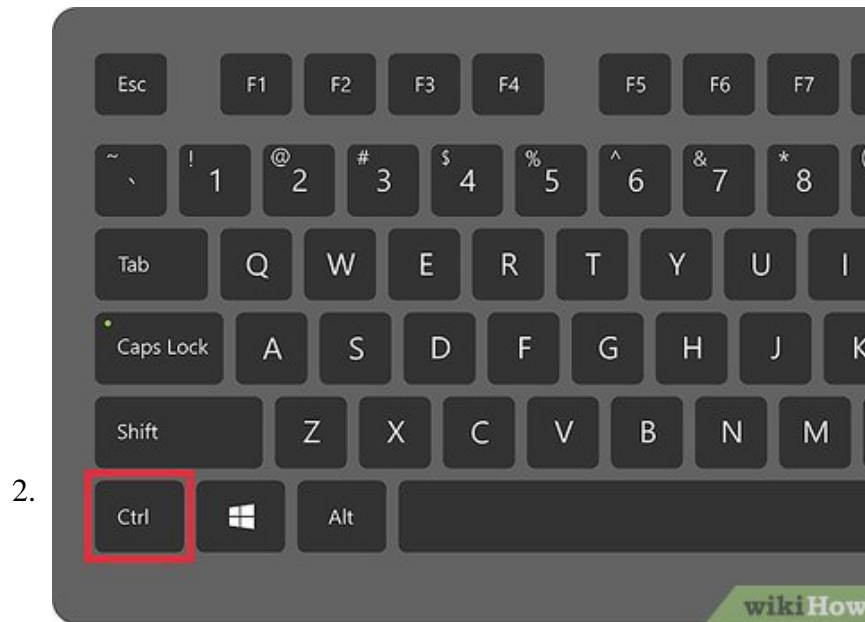 Esc F1 F2 F3 F4 F5 F6 F7
~ ` ! 1 @ 2 # 3 $ 4 % 5 ^ 6 & 7 * 8 (
Tab Q W E R T Y U I
Caps Lock A S D F G H J K
Shift Z X C V B N M
2.
Ctrl Alt
wikiHow